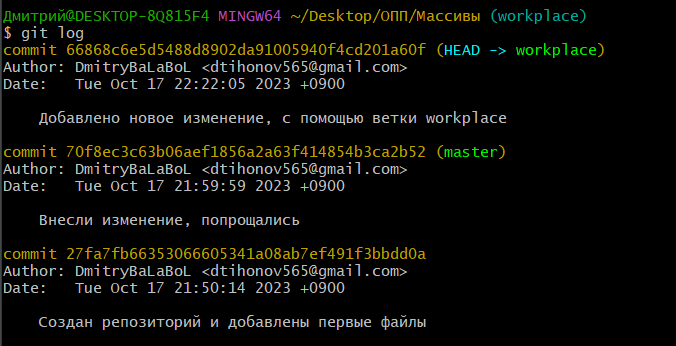 Дмитрий@DESKTOP-8Q815F4 MINGW64 ~/Desktop/ОПП/Массивы (workplace)
$ git log
commit 66868c6e5d5488d8902da91005940f4cd201a60f (HEAD -> workplace)
Author: DmitryBaLaBoL <dtihonov565@gmail.com>
Date:   Tue Oct 17 22:22:05 2023 +0900
    Добавлено новое изменение, с помощью ветки workplace
commit 70f8ec3c63b06aef1856a2a63f414854b3ca2b52 (master)
Author: DmitryBaLaBoL <dtihonov565@gmail.com>
Date:   Tue Oct 17 21:59:59 2023 +0900
    Внесли изменение, попрощались
commit 27fa7fb66353066605341a08ab7ef491f3bbdd0a
Author: DmitryBaLaBoL <dtihonov565@gmail.com>
Date:   Tue Oct 17 21:50:14 2023 +0900
    Создан репозиторий и добавлены первые файлы